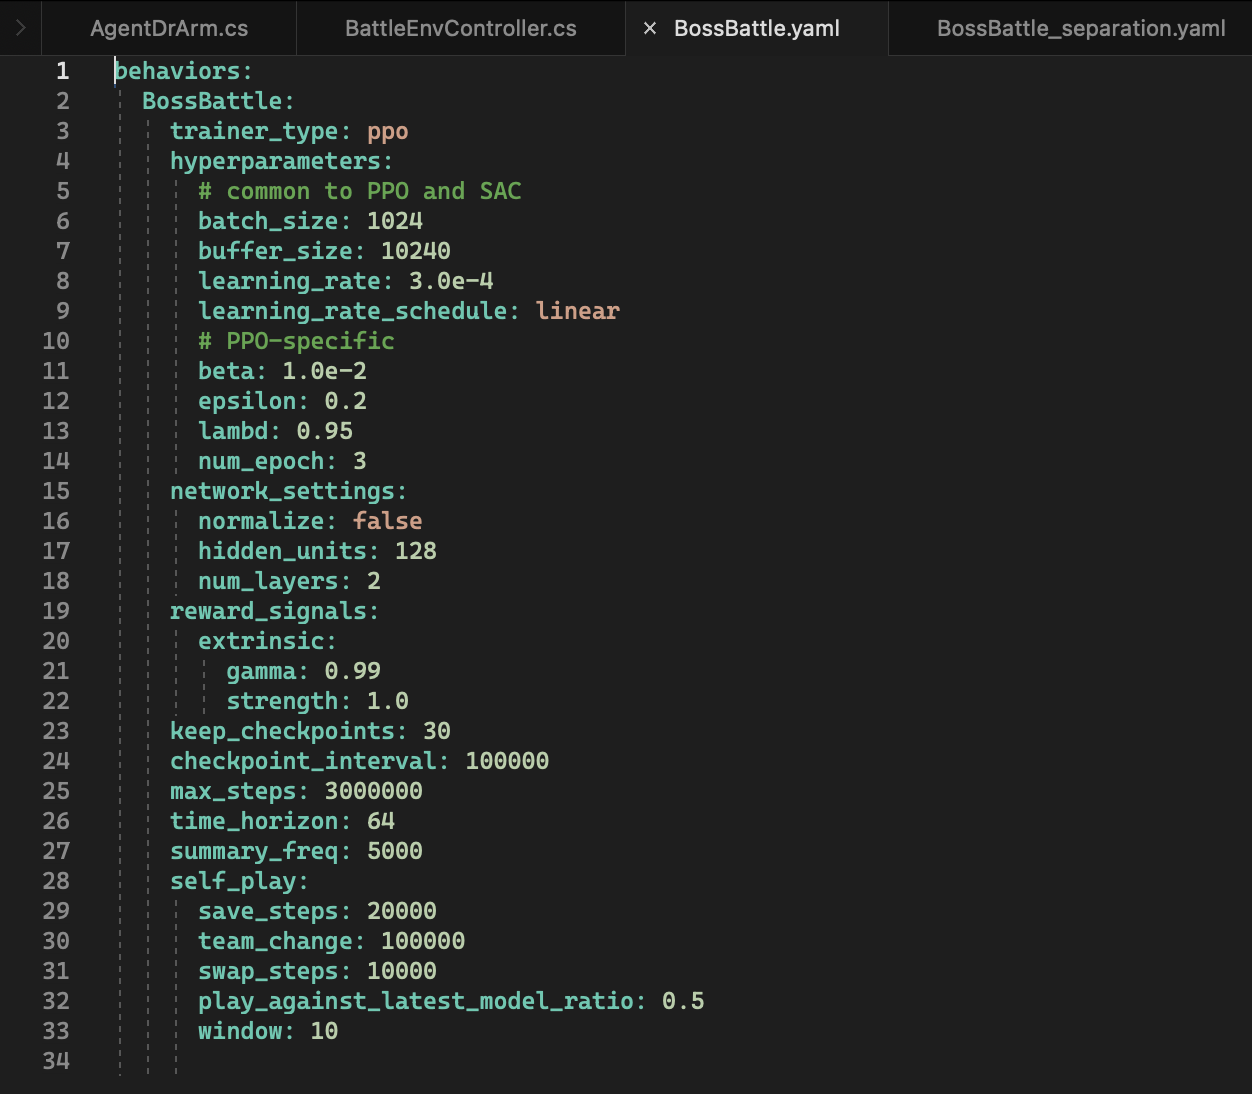 AgentDrArm.cs BattleEnvController.cs × BossBattle.yaml BossBattle_separation.yaml
1 behaviors:
2 BossBattle:
3 trainer_type: ppo
4 hyperparameters:
5 # common to PPO and SAC
6 batch_size: 1024
7 buffer_size: 10240
8 learning_rate: 3.0e-4
9 learning_rate_schedule: linear
10 # PPO-specific
11 beta: 1.0e-2
12 epsilon: 0.2
13 lambd: 0.95
14 num_epoch: 3
15 network_settings:
16 normalize: false
17 hidden_units: 128
18 num_layers: 2
19 reward_signals:
20 extrinsic:
21 gamma: 0.99
22 strength: 1.0
23 keep_checkpoints: 30
24 checkpoint_interval: 100000
25 max_steps: 3000000
26 time_horizon: 64
27 summary_freq: 5000
28 self_play:
29 save_steps: 20000
30 team_change: 100000
31 swap_steps: 10000
32 play_against_latest_model_ratio: 0.5
33 window: 10
34